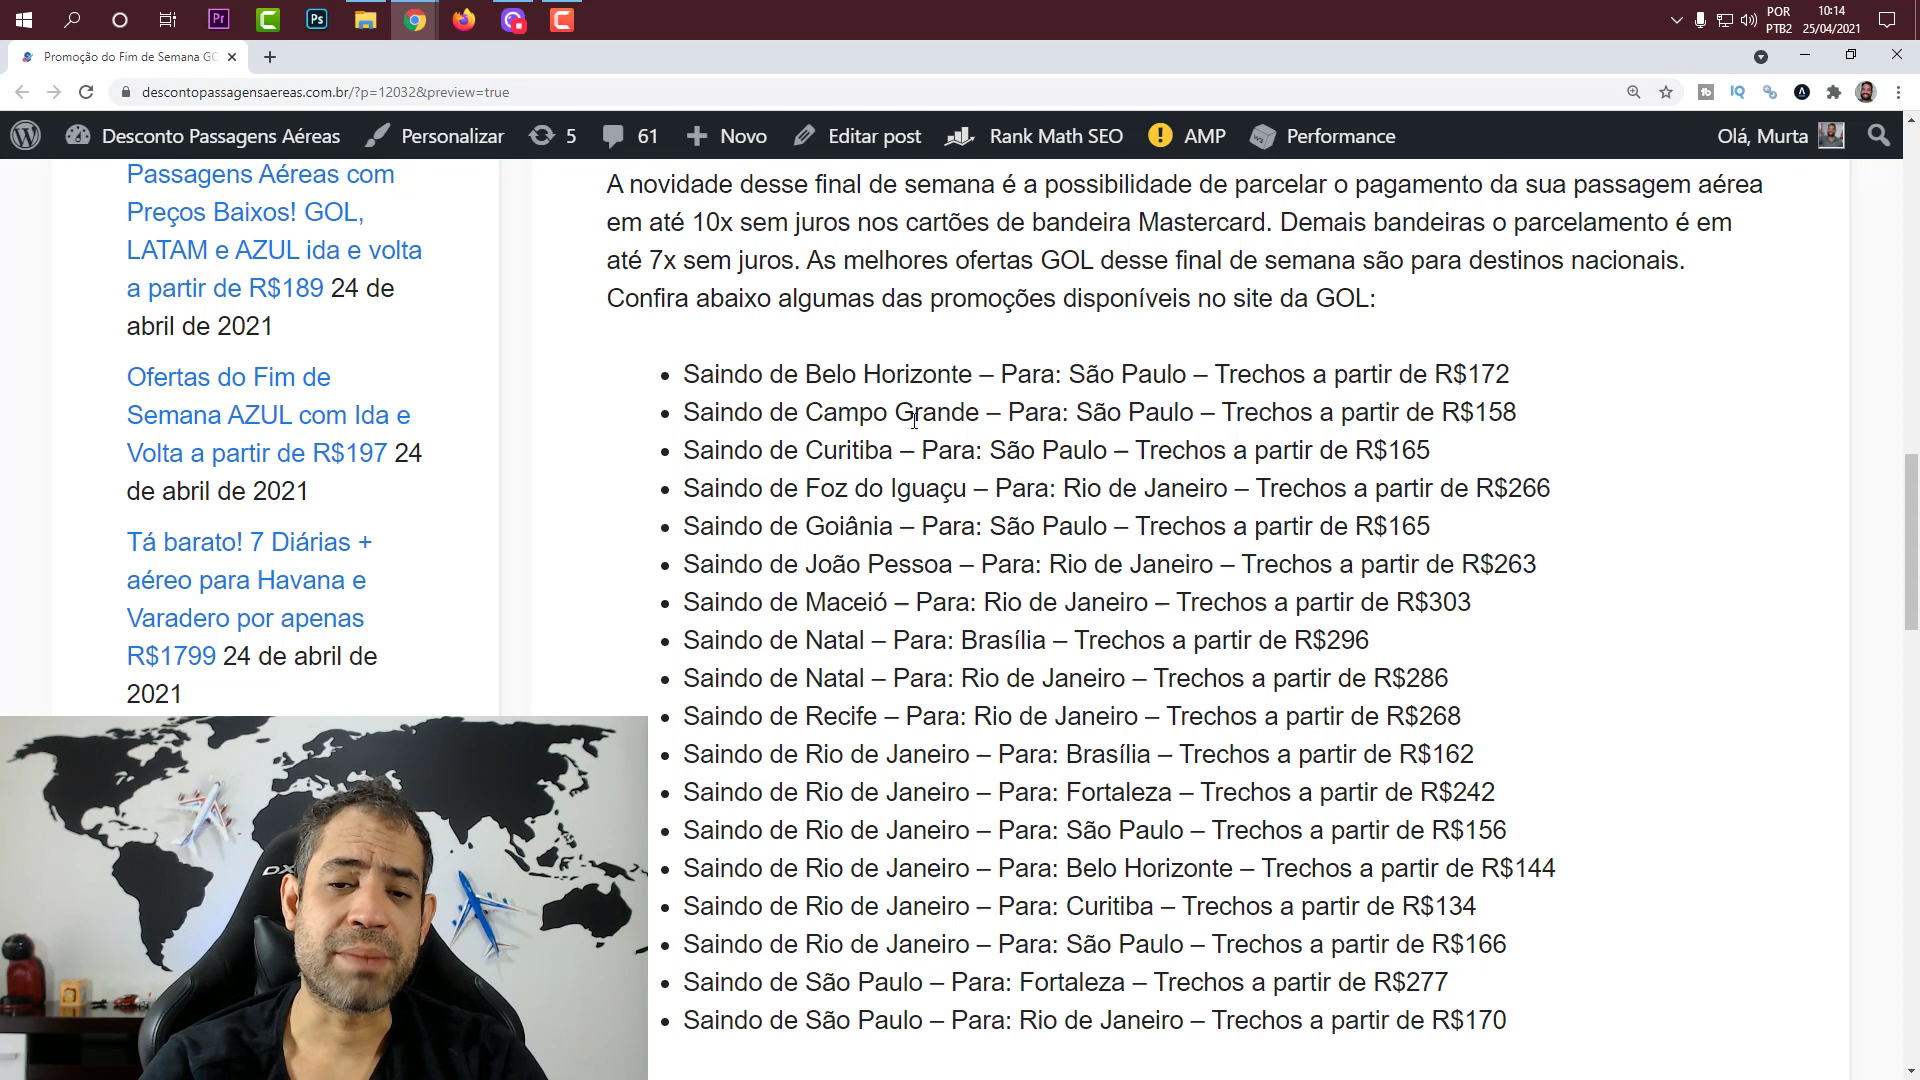 Pr
Ps
POR
PTB2
10:14
25/04/2021
Promoção do Fim de Semana GO
descontopassagensaereas.com.br/?p=12032&preview=true
IQ
Desconto Passagens Aéreas
Personalizar
5
61
Novo
Editar post
Rank Math SEO
AMP
Performance
Olá, Murta
Passagens Aéreas com
Preços Baixos! GOL,
LATAM e AZUL ida e volta
a partir de R$189 24 de
abril de 2021
Ofertas do Fim de
Semana AZUL com Ida e
Volta a partir de R$197 24
de abril de 2021
Tá barato! 7 Diárias +
aéreo para Havana e
Varadero por apenas
R$1799 24 de abril de
2021
A novidade desse final de semana é a possibilidade de parcelar o pagamento da sua passagem aérea
em até 10x sem juros nos cartões de bandeira Mastercard. Demais bandeiras o parcelamento é em
até 7x sem juros. As melhores ofertas GOL desse final de semana são para destinos nacionais.
Confira abaixo algumas das promoções disponíveis no site da GOL:
Saindo de Belo Horizonte – Para: São Paulo – Trechos a partir de R$172
Saindo de Campo Grande – Para: São Paulo – Trechos a partir de R$158
Saindo de Curitiba – Para: São Paulo – Trechos a partir de R$165
Saindo de Foz do Iguaçu – Para: Rio de Janeiro – Trechos a partir de R$266
Saindo de Goiânia – Para: São Paulo – Trechos a partir de R$165
Saindo de João Pessoa – Para: Rio de Janeiro – Trechos a partir de R$263
Saindo de Maceió – Para: Rio de Janeiro – Trechos a partir de R$303
Saindo de Natal – Para: Brasília – Trechos a partir de R$296
Saindo de Natal – Para: Rio de Janeiro – Trechos a partir de R$286
Saindo de Recife – Para: Rio de Janeiro – Trechos a partir de R$268
Saindo de Rio de Janeiro – Para: Brasília – Trechos a partir de R$162
Saindo de Rio de Janeiro – Para: Fortaleza – Trechos a partir de R$242
Saindo de Rio de Janeiro – Para: São Paulo – Trechos a partir de R$156
Saindo de Rio de Janeiro – Para: Belo Horizonte – Trechos a partir de R$144
Saindo de Rio de Janeiro – Para: Curitiba – Trechos a partir de R$134
Saindo de Rio de Janeiro – Para: São Paulo – Trechos a partir de R$166
Saindo de São Paulo – Para: Fortaleza – Trechos a partir de R$277
Saindo de São Paulo – Para: Rio de Janeiro – Trechos a partir de R$170